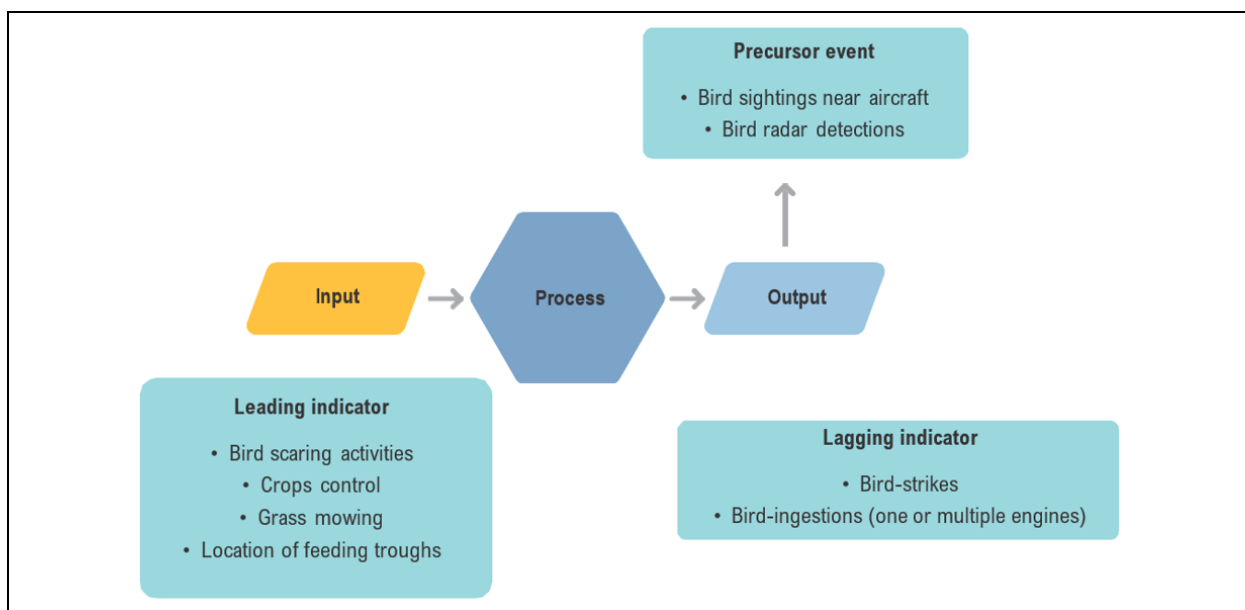 Precursor event
• Bird sightings near aircraft
• Bird radar detections
Input
Process
Output
Leading indicator
• Bird scaring activities
• Crops control
• Grass mowing
• Location of feeding troughs
Lagging indicator
• Bird-strikes
• Bird-ingestions (one or multiple engines)